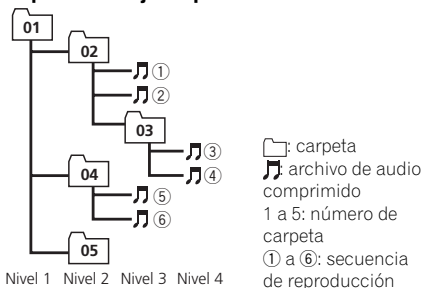 01
02
①
②
03
③
④
04
⑤
⑥
05
Nivel 1 Nivel 2 Nivel 3 Nivel 4
: carpeta
: archivo de audio
comprimido
1 a 5: número de
carpeta
① a ⑥: secuencia
de reproducción